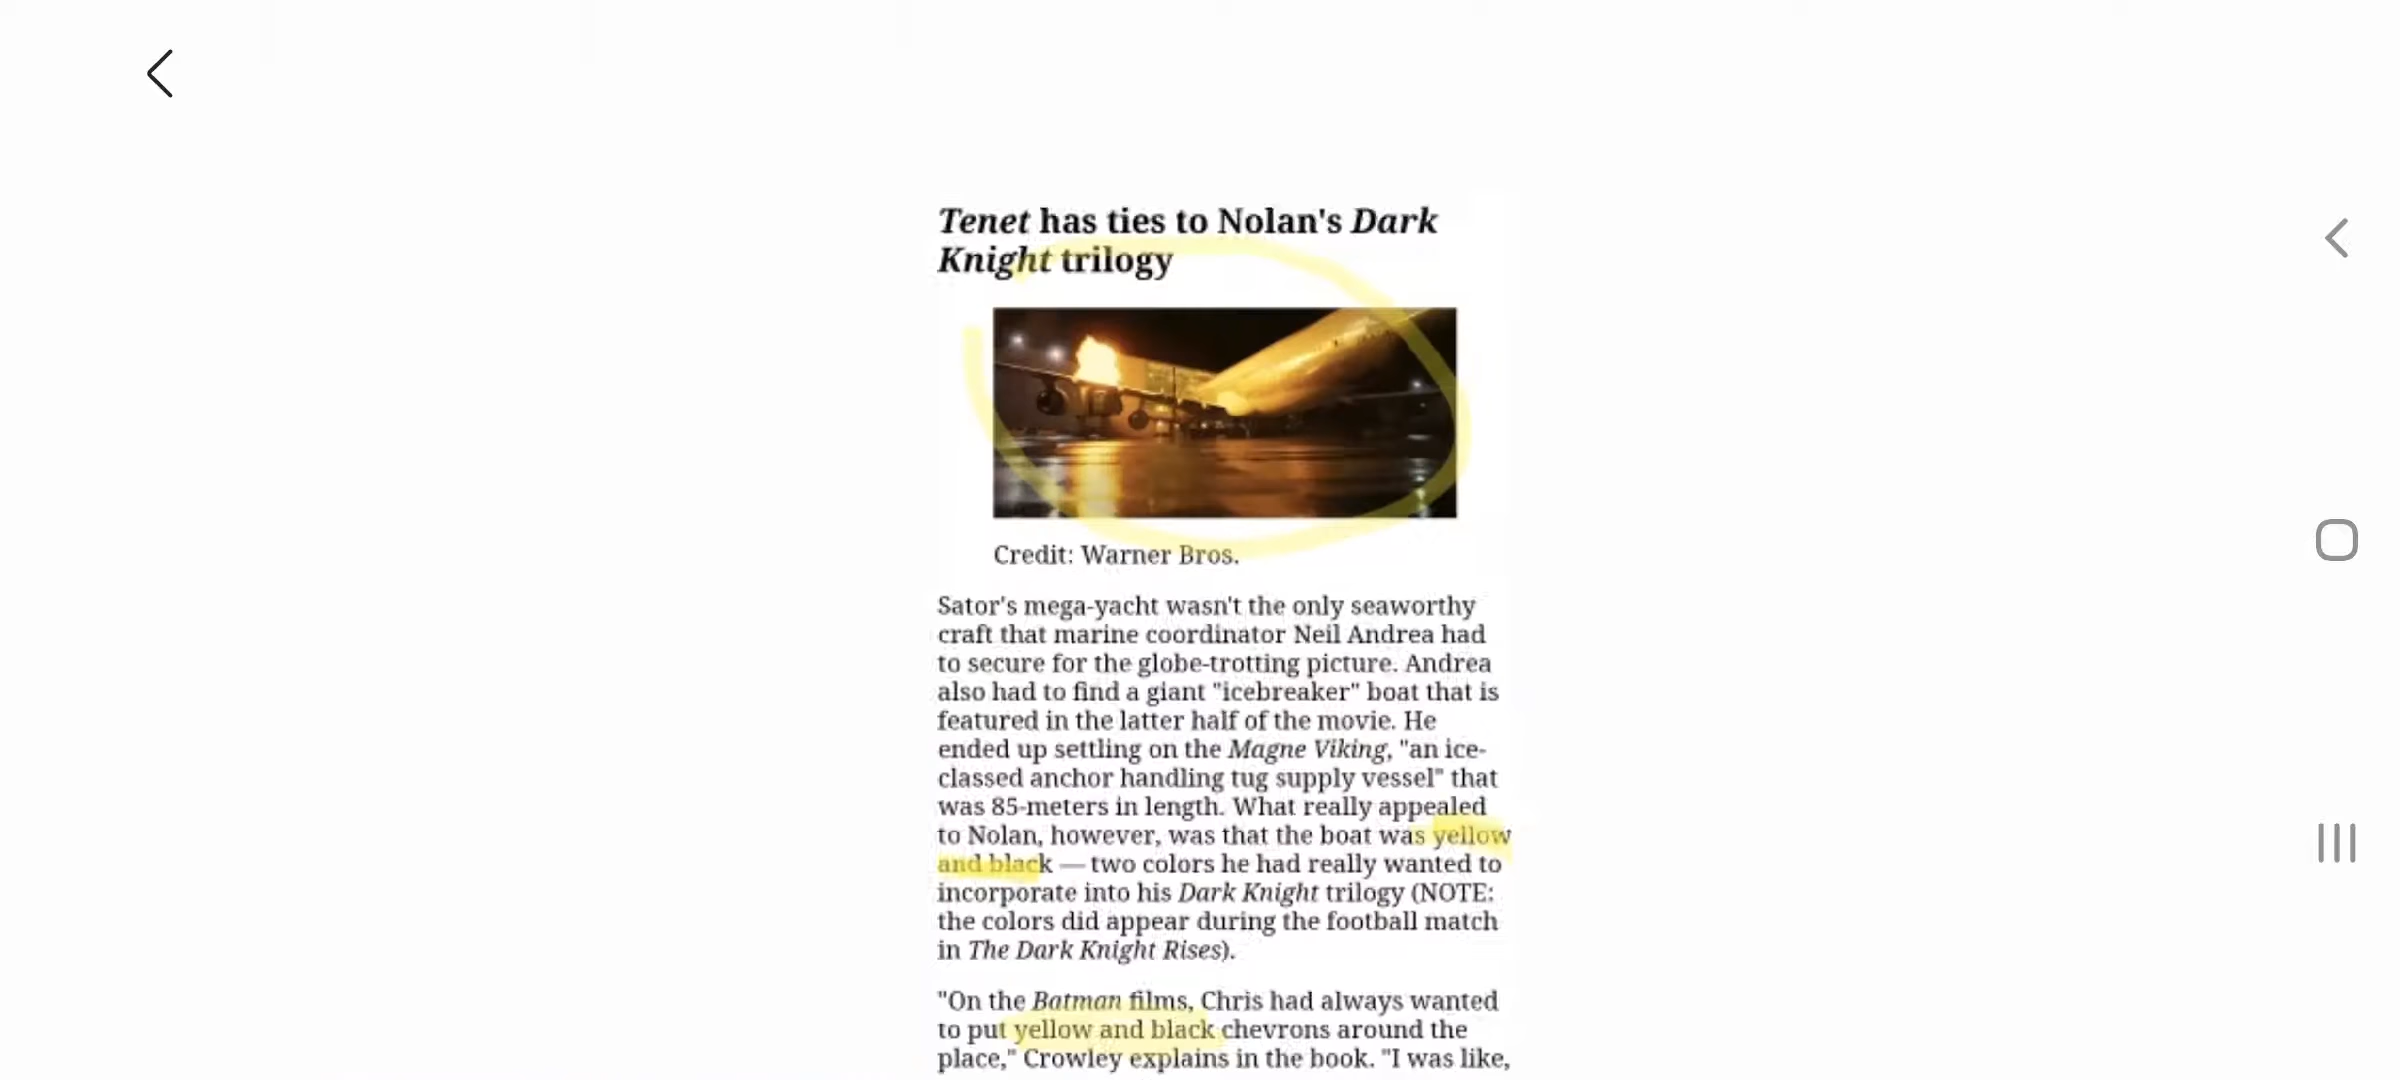 Tenet has ties to Nolan's Dark
Knight trilogy
Credit: Warner Bros.
Sator's mega-yacht wasn't the only seaworthy
craft that marine coordinator Neil Andrea had
to secure for the globe-trotting picture. Andrea
also had to find a giant "icebreaker" boat that is
featured in the latter half of the movie. He
ended up settling on the Magne Viking, "an ice-
classed anchor handling tug supply vessel" that
was 85-meters in length. What really appealed
to Nolan, however, was that the boat was yellow
and black — two colors he had really wanted to
incorporate into his Dark Knight trilogy (NOTE:
the colors did appear during the football match
in The Dark Knight Rises).
"On the Batman films, Chris had always wanted
to put yellow and black chevrons around the
place," Crowley explains in the book. "I was like,